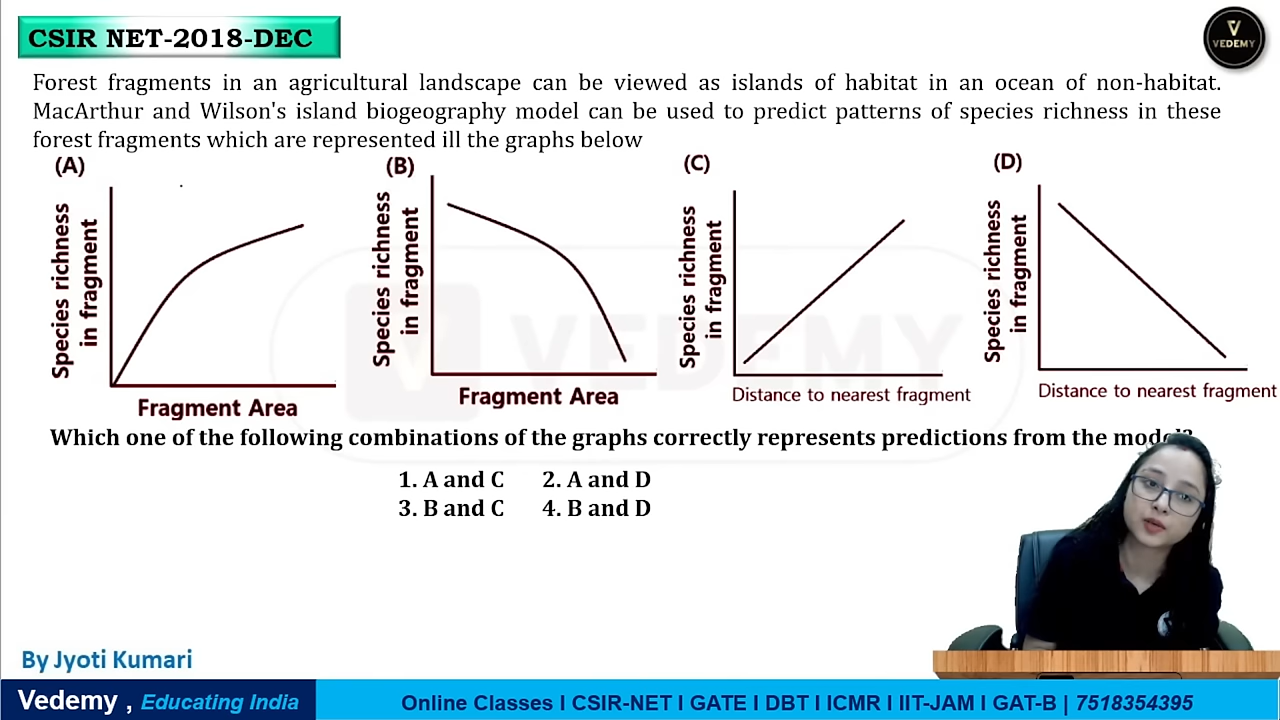 CSIR NET-2018-DEC
VEDEMY
Forest fragments in an agricultural landscape can be viewed as islands of habitat in an ocean of non-habitat.
MacArthur and Wilson's island biogeography model can be used to predict patterns of species richness in these
forest fragments which are represented ill the graphs below
(A)
Species richness
in fragment
Fragment Area
(B)
Species richness
in fragment
Fragment Area
(C)
Species richness
in fragment
Distance to nearest fragment
(D)
Species richness
in fragment
Distance to nearest fragment
VEDEMY
Which one of the following combinations of the graphs correctly represents predictions from the model?
1. A and C 2. A and D
3. B and C 4. B and D
By Jyoti Kumari
Vedemy , Educating India
Online Classes I CSIR-NET I GATE I DBT I ICMR I IIT-JAM I GAT-B | 7518354395